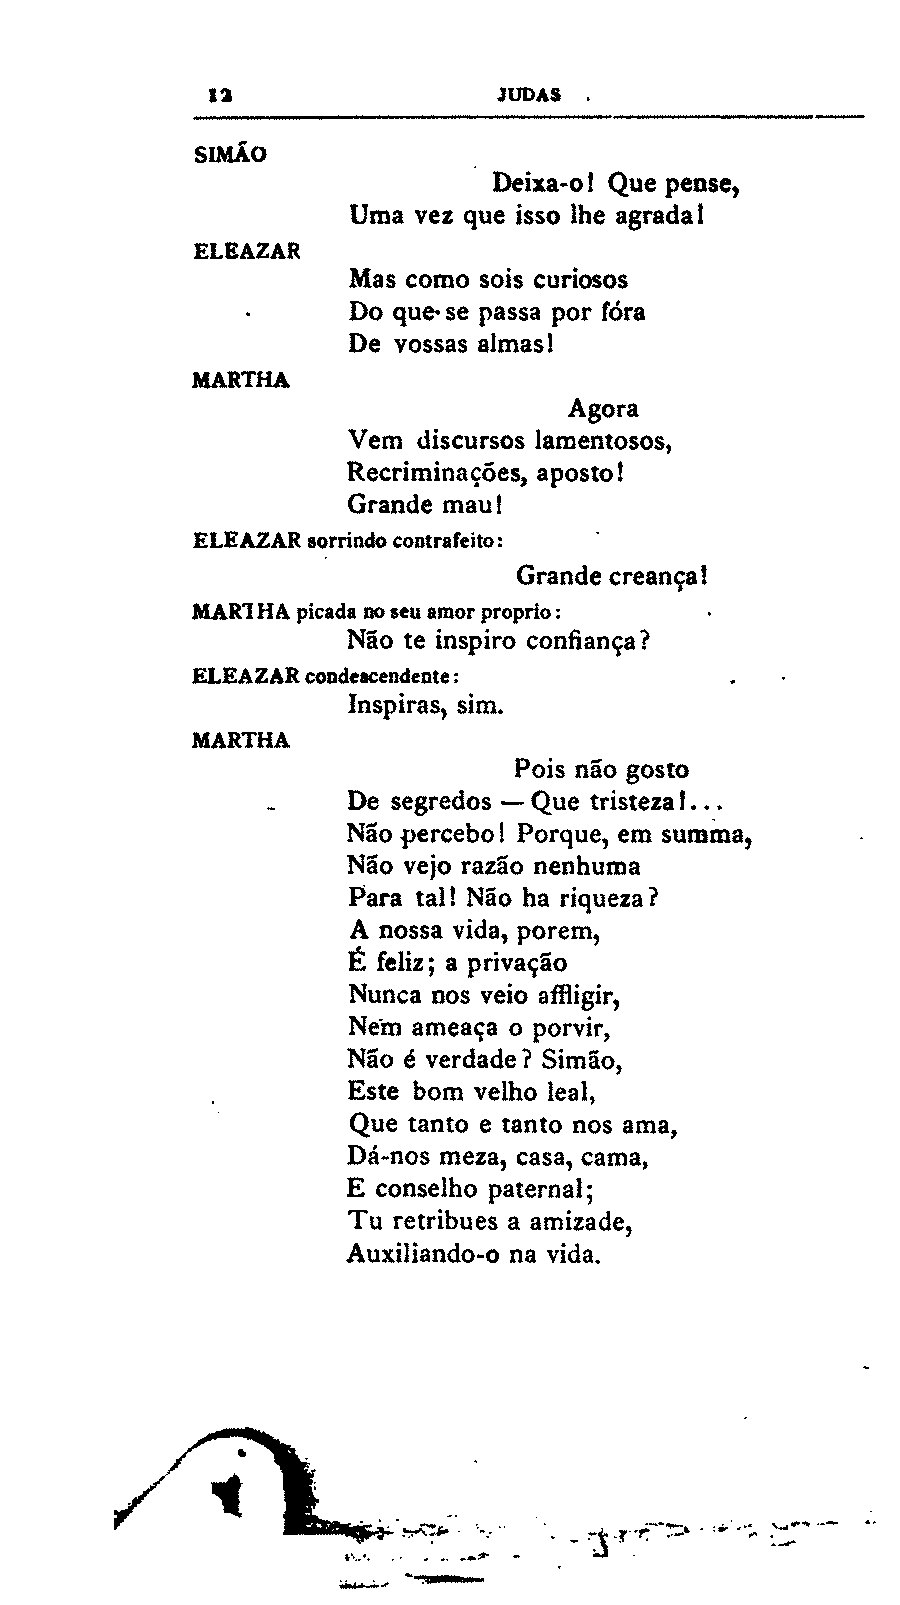 12 JUDAS
SIMÃO
Deixa-o! Que pense,
Uma vez que isso lhe agrada!
ELEAZAR
Mas como sois curiosos
Do que se passa por fóra
De vossas almas!
MARTHA
Agora
Vem discursos lamentosos,
Recriminações, aposto!
Grande mau!
ELEAZAR sorrindo contrafeito:
Grande creança!
MARTHA picada no seu amor proprio:
Não te inspiro confiança?
ELEAZAR condescendente:
Inspiras, sim.
MARTHA
Pois não gosto
De segredos — Que tristeza!...
Não percebo! Porque, em summa,
Não vejo razão nenhuma
Para tal! Não ha riqueza?
A nossa vida, porem,
É feliz; a privação
Nunca nos veio affligir,
Nem ameaça o porvir,
Não é verdade? Simão,
Este bom velho leal,
Que tanto e tanto nos ama,
Dá-nos meza, casa, cama,
E conselho paternal;
Tu retribues a amizade,
Auxiliando-o na vida.